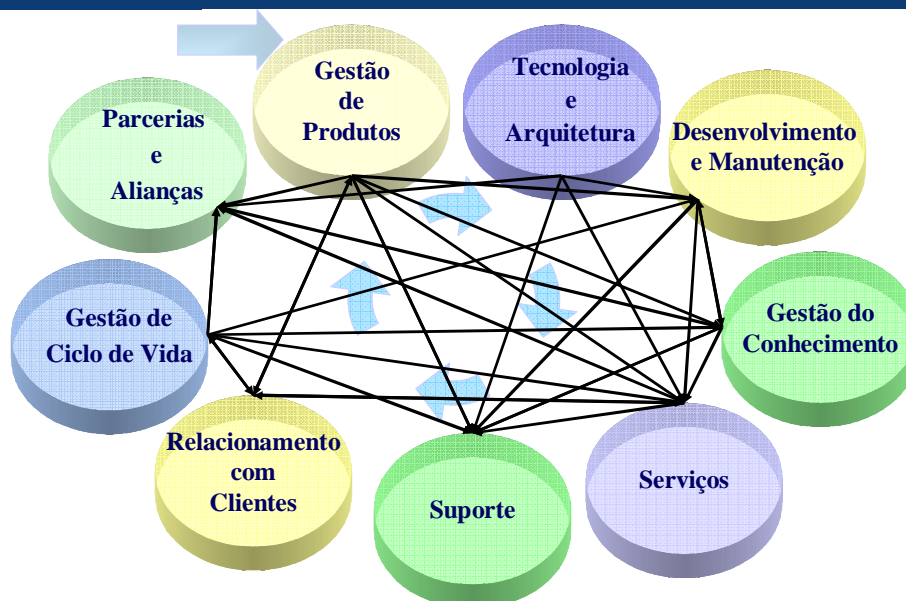 Gestão
de
Produtos
Tecnologia
e
Arquitetura
Parcerias
e
Alianças
Desenvolvimento
e Manutenção
Gestão de
Ciclo de Vida
Gestão do
Conhecimento
Relacionamento
com
Clientes
Suporte
Serviços